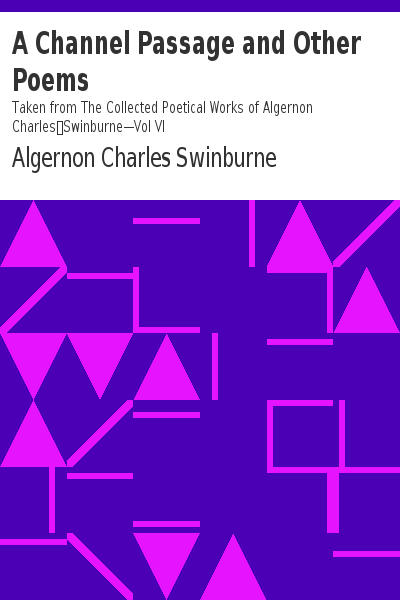 A Channel Passage and Other
Poems
Taken from The Collected Poetical Works of Algernon
Charles▯Swinburne—Vol VI
Algernon Charles Swinburne